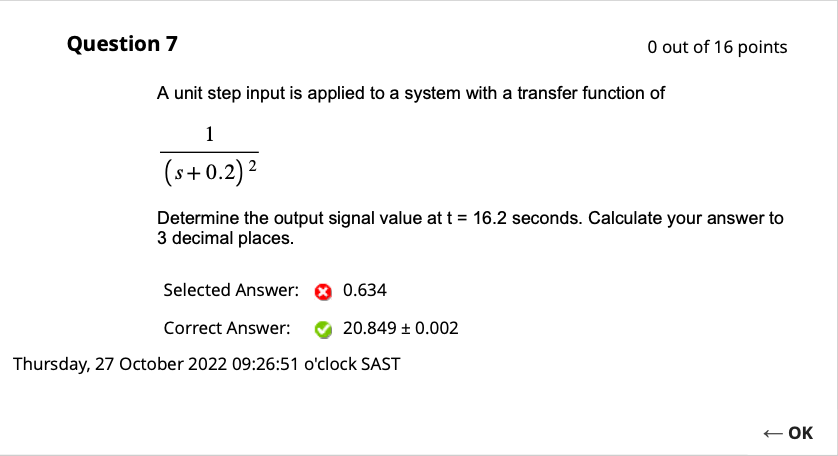 Question 7
0 out of 16 points
A unit step input is applied to a system with a transfer function of
1
(s+0.2)²
Determine the output signal value at t = 16.2 seconds. Calculate your answer to
3 decimal places.
Selected Answer: 0.634
Correct Answer: 20.849 ± 0.002
Thursday, 27 October 2022 09:26:51 o'clock SAST
← OK